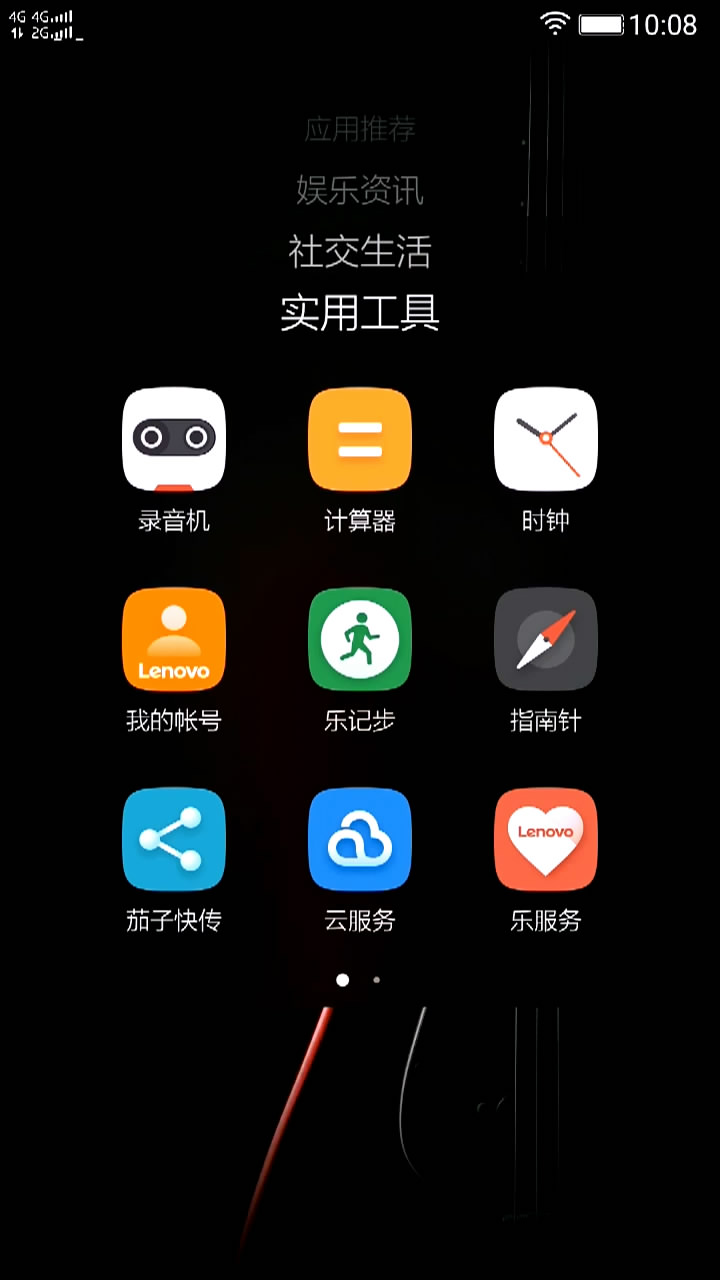 4G 4G 10:08
2G
应用推荐
娱乐资讯
社交生活
实用工具
录音机 计算器 时钟
Lenovo
我的帐号 乐记步 指南针
Lenovo
茄子快传 云服务 乐服务